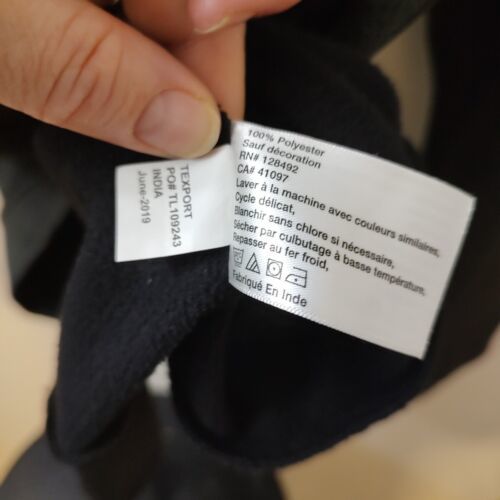 TEXPORT
PO# TL109243
INDIA
June-2019
100% Polyester
Sauf décoration
RN# 128492
CA# 41097
Laver à la machine avec couleurs similaires,
Cycle délicat,
Blanchir sans chlore si nécessaire,
Sécher par culbutage à basse température,
Repasser au fer froid,
Fabriqué En Inde